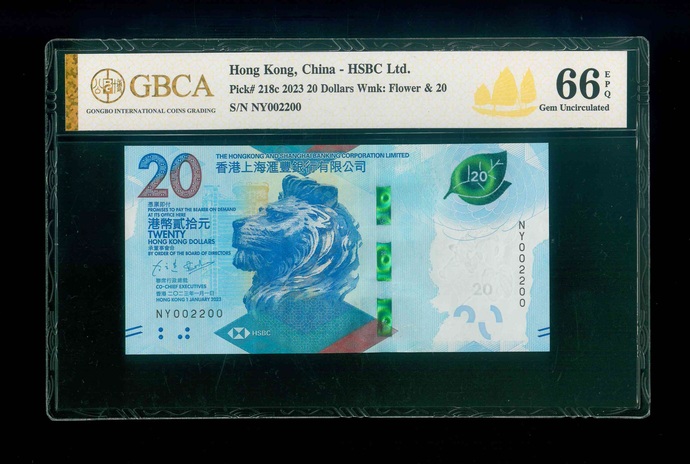 GBCA
GONGBO INTERNATIONAL COINS GRADING
Hong Kong, China - HSBC Ltd.
Pick# 218c 2023 20 Dollars Wmk: Flower & 20
S/N NY002200
66 EPQ
Gem Uncirculated
THE HONGKONG AND SHANGHAI BANKING CORPORATION LIMITED
香港上海滙豐銀行有限公司
20
憑票即付
PROMISES TO PAY THE BEARER ON DEMAND
AT ITS OFFICE HERE
港幣貳拾元
TWENTY
HONG KONG DOLLARS
承董事會命
BY ORDER OF THE BOARD OF DIRECTORS
聯席行政總裁
CO-CHIEF EXECUTIVES
香港二〇二三年一月一日
HONG KONG 1 JANUARY 2023
NY002200
HSBC
20
NY002200
20
20